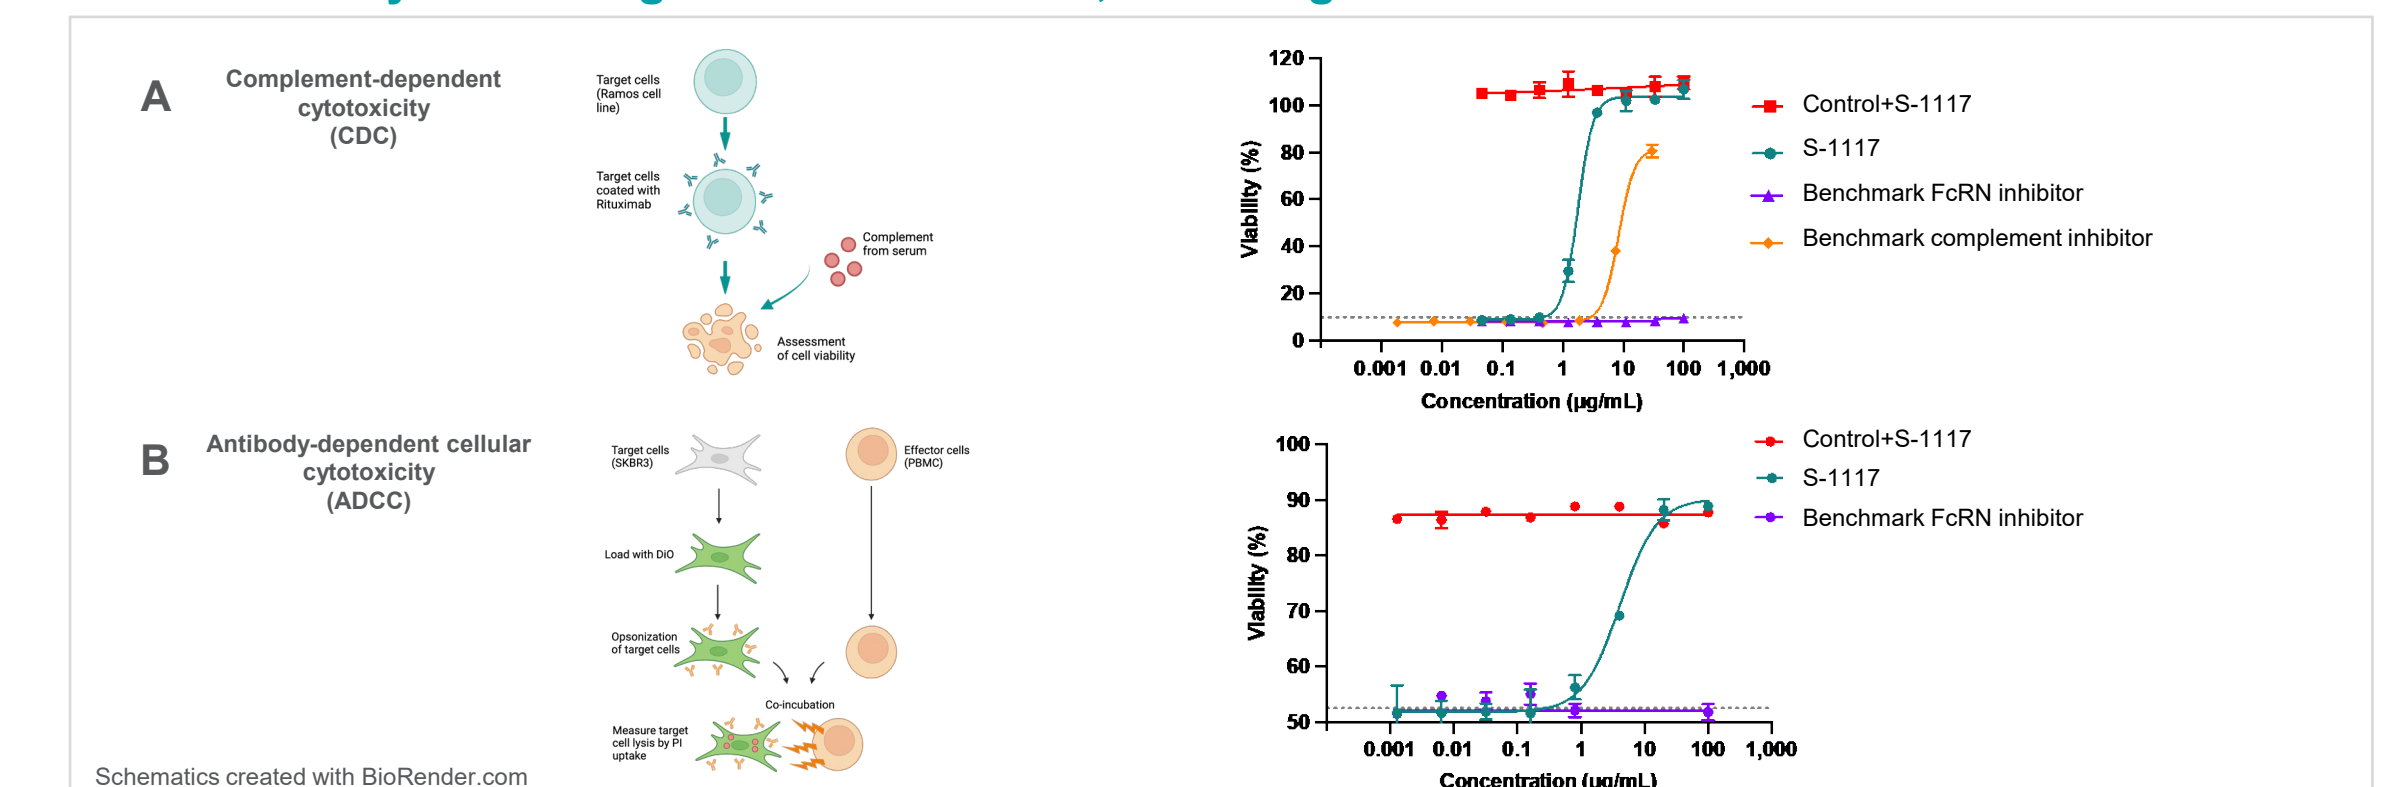 A
Complement-dependent
cytotoxicity
(CDC)
Target cells
(Ramos cell
line)
Target cells
coated with
Rituximab
Complement
from serum
Assessment
of cell viability
120
100
80
60
40
20
0
Viability (%)
0.001 0.01 0.1 1 10 100 1,000
Concentration (µg/mL)
Control+S-1117
S-1117
Benchmark FcRN inhibitor
Benchmark complement inhibitor
B
Antibody-dependent cellular
cytotoxicity
(ADCC)
Target cells
(SKBR3)
Effector cells
(PBMC)
Load with DiO
Opsonization
of target cells
Co-incubation
Measure target
cell lysis by PI
uptake
100
90
80
70
60
50
Viability (%)
0.001 0.01 0.1 1 10 100 1,000
Concentration (µg/mL)
Control+S-1117
S-1117
Benchmark FcRN inhibitor
Schematics created with BioRender.com